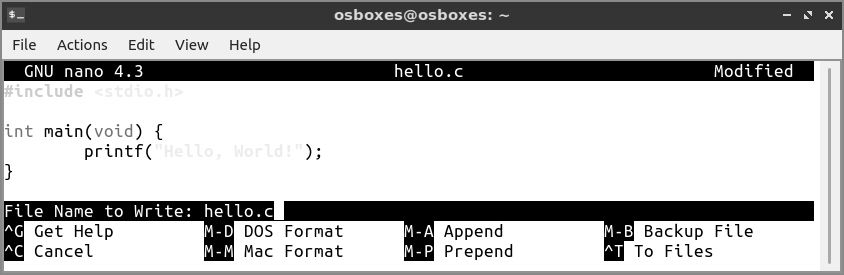 osboxes@osboxes: ~
File Actions Edit View Help
GNU nano 4.3 hello.c Modified
#include <stdio.h>
int main(void) {
printf("Hello, World!");
}
File Name to Write: hello.c
^G Get Help M-D DOS Format M-A Append M-B Backup File
^C Cancel M-M Mac Format M-P Prepend ^T To Files